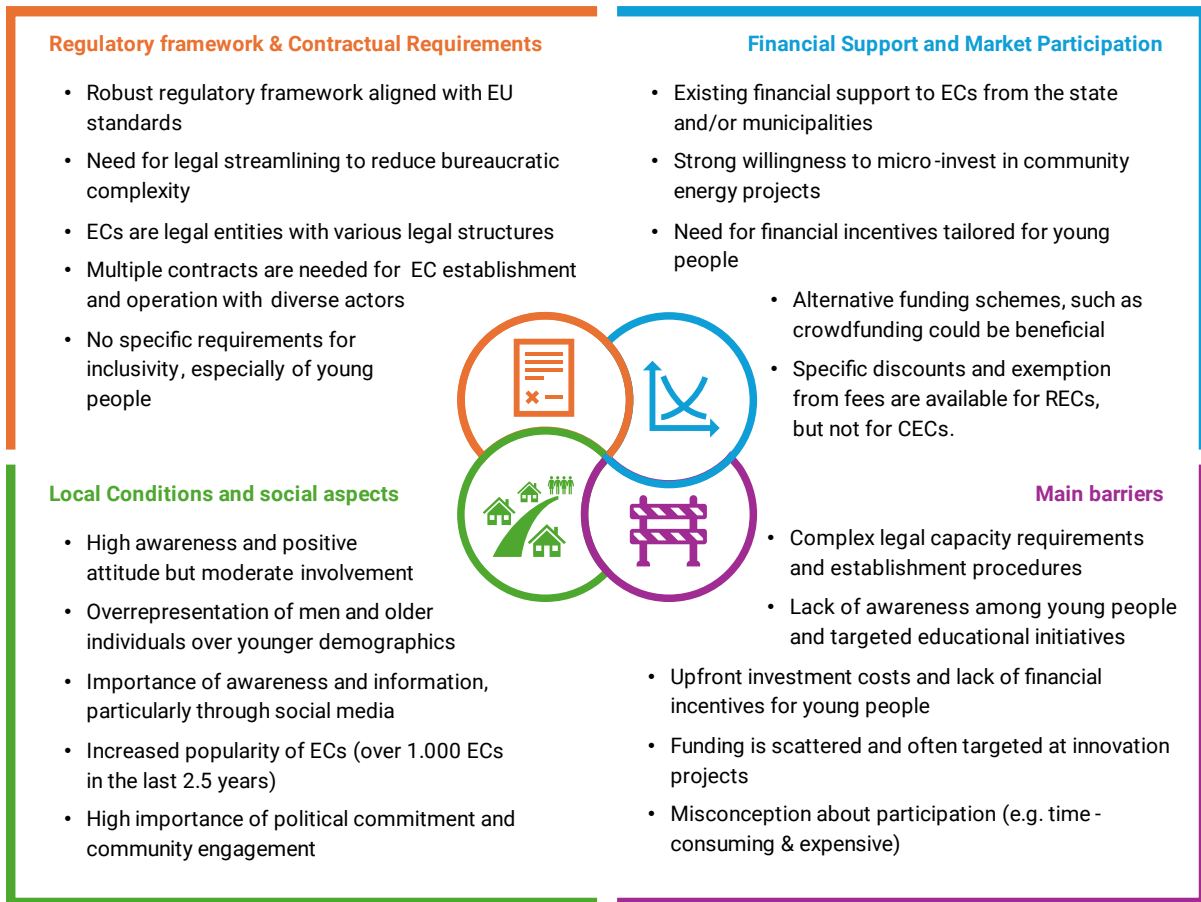 Regulatory framework & Contractual Requirements
• Robust regulatory framework aligned with EU
standards
• Need for legal streamlining to reduce bureaucratic
complexity
• ECs are legal entities with various legal structures
• Multiple contracts are needed for EC establishment
and operation with diverse actors
• No specific requirements for
inclusivity, especially of young
people
Financial Support and Market Participation
• Existing financial support to ECs from the state
and/or municipalities
• Strong willingness to micro-invest in community
energy projects
• Need for financial incentives tailored for young
people
• Alternative funding schemes, such as
crowdfunding could be beneficial
• Specific discounts and exemption
from fees are available for RECs,
but not for CECs.
Local Conditions and social aspects
• High awareness and positive
attitude but moderate involvement
• Overrepresentation of men and older
individuals over younger demographics
• Importance of awareness and information,
particularly through social media
• Increased popularity of ECs (over 1.000 ECs
in the last 2.5 years)
• High importance of political commitment and
community engagement
Main barriers
• Complex legal capacity requirements
and establishment procedures
• Lack of awareness among young people
and targeted educational initiatives
• Upfront investment costs and lack of financial
incentives for young people
• Funding is scattered and often targeted at innovation
projects
• Misconception about participation (e.g. time-
consuming & expensive)